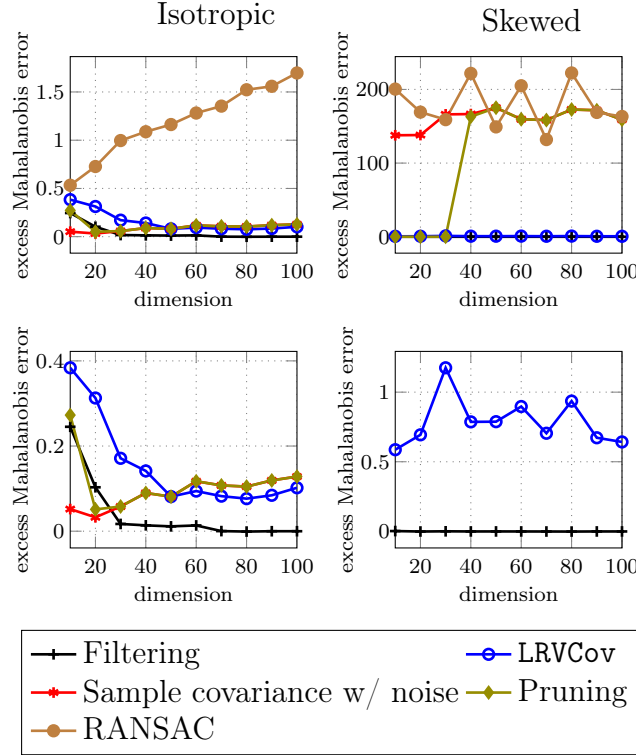 Isotropic
Skewed
excess Mahalanobis error
1.5
1
0.5
0
20 40 60 80 100
dimension
excess Mahalanobis error
200
100
0
20 40 60 80 100
dimension
excess Mahalanobis error
0.4
0.2
0
20 40 60 80 100
dimension
excess Mahalanobis error
1
0.5
0
20 40 60 80 100
dimension
Filtering
LRVCov
Sample covariance w/ noise
Pruning
RANSAC